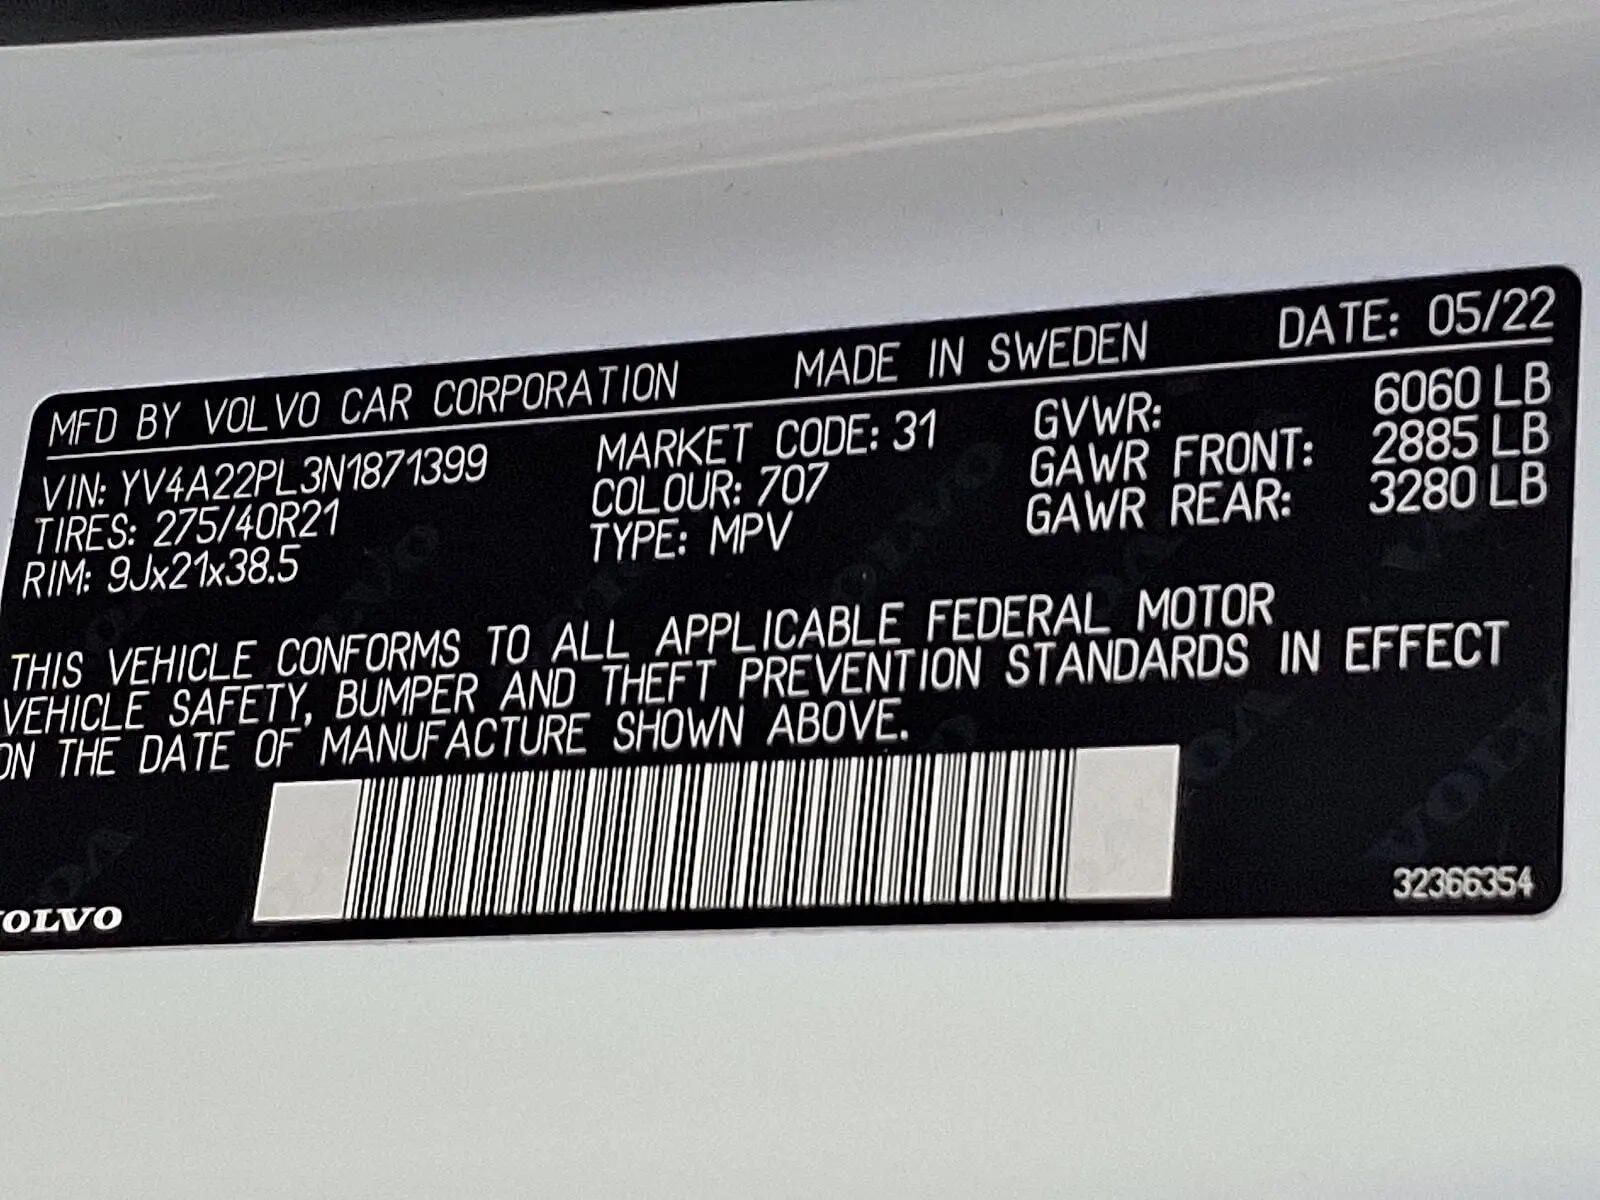 MFD BY VOLVO CAR CORPORATION MADE IN SWEDEN DATE: 05/22
VIN: YV4A22PL3N1871399 MARKET CODE: 31 GVWR: 6060 LB
TIRES: 275/40R21 COLOUR: 707 GAWR FRONT: 2885 LB
RIM: 9Jx21x38.5 TYPE: MPV GAWR REAR: 3280 LB
THIS VEHICLE CONFORMS TO ALL APPLICABLE FEDERAL MOTOR
VEHICLE SAFETY, BUMPER AND THEFT PREVENTION STANDARDS IN EFFECT
ON THE DATE OF MANUFACTURE SHOWN ABOVE.
VOLVO 32366354